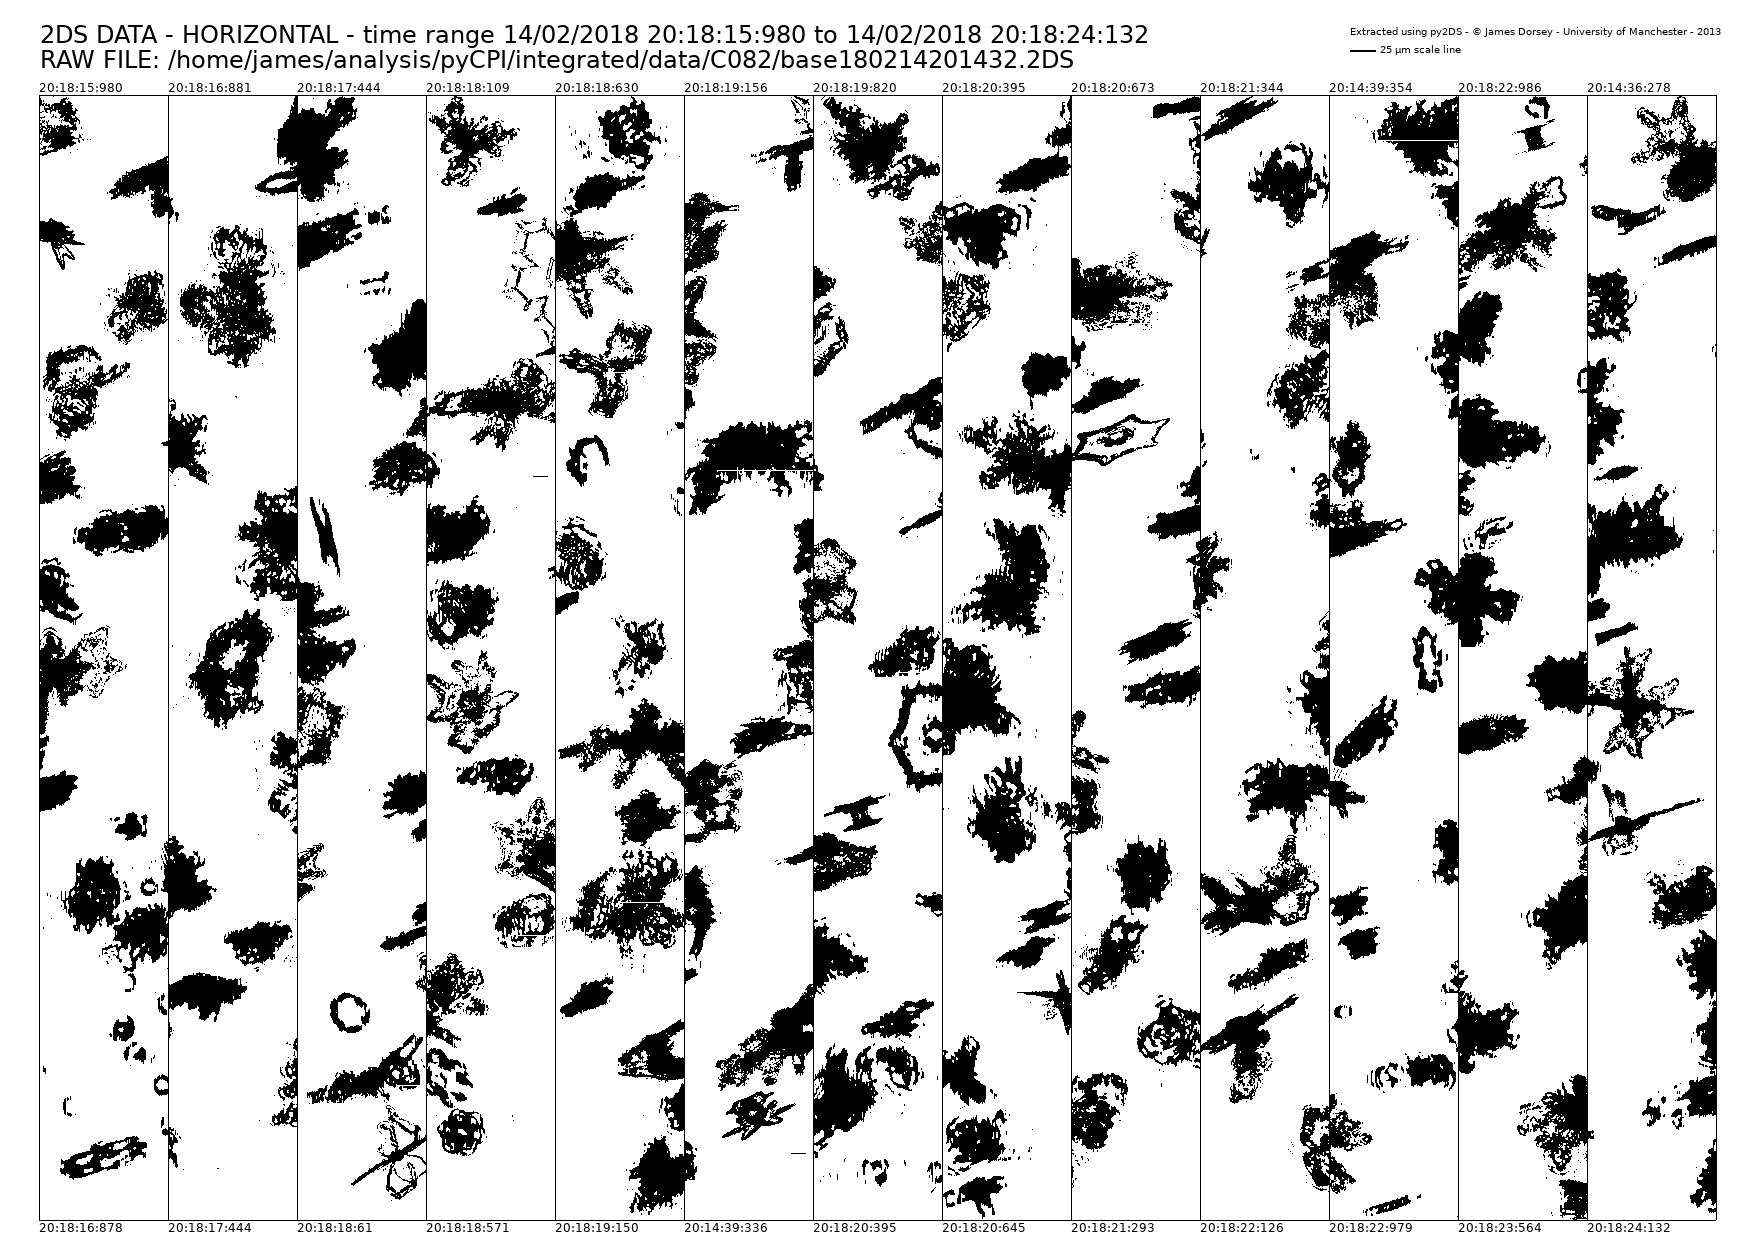 2DS DATA - HORIZONTAL - time range 14/02/2018 20:18:15:980 to 14/02/2018 20:18:24:132
RAW FILE: /home/james/analysis/pyCPI/integrated/data/C082/base180214201432.2DS
Extracted using py2DS - © James Dorsey - University of Manchester - 2013
25 µm scale line
20:18:15:980 20:18:16:881 20:18:17:444 20:18:18:109 20:18:18:630 20:18:19:156 20:18:19:820 20:18:20:395 20:18:20:673 20:18:21:344 20:14:39:354 20:18:22:986 20:14:36:278
20:18:16:878 20:18:17:444 20:18:18:61 20:18:18:571 20:18:19:150 20:14:39:336 20:18:20:395 20:18:20:645 20:18:21:293 20:18:22:126 20:18:22:979 20:18:23:564 20:18:24:132